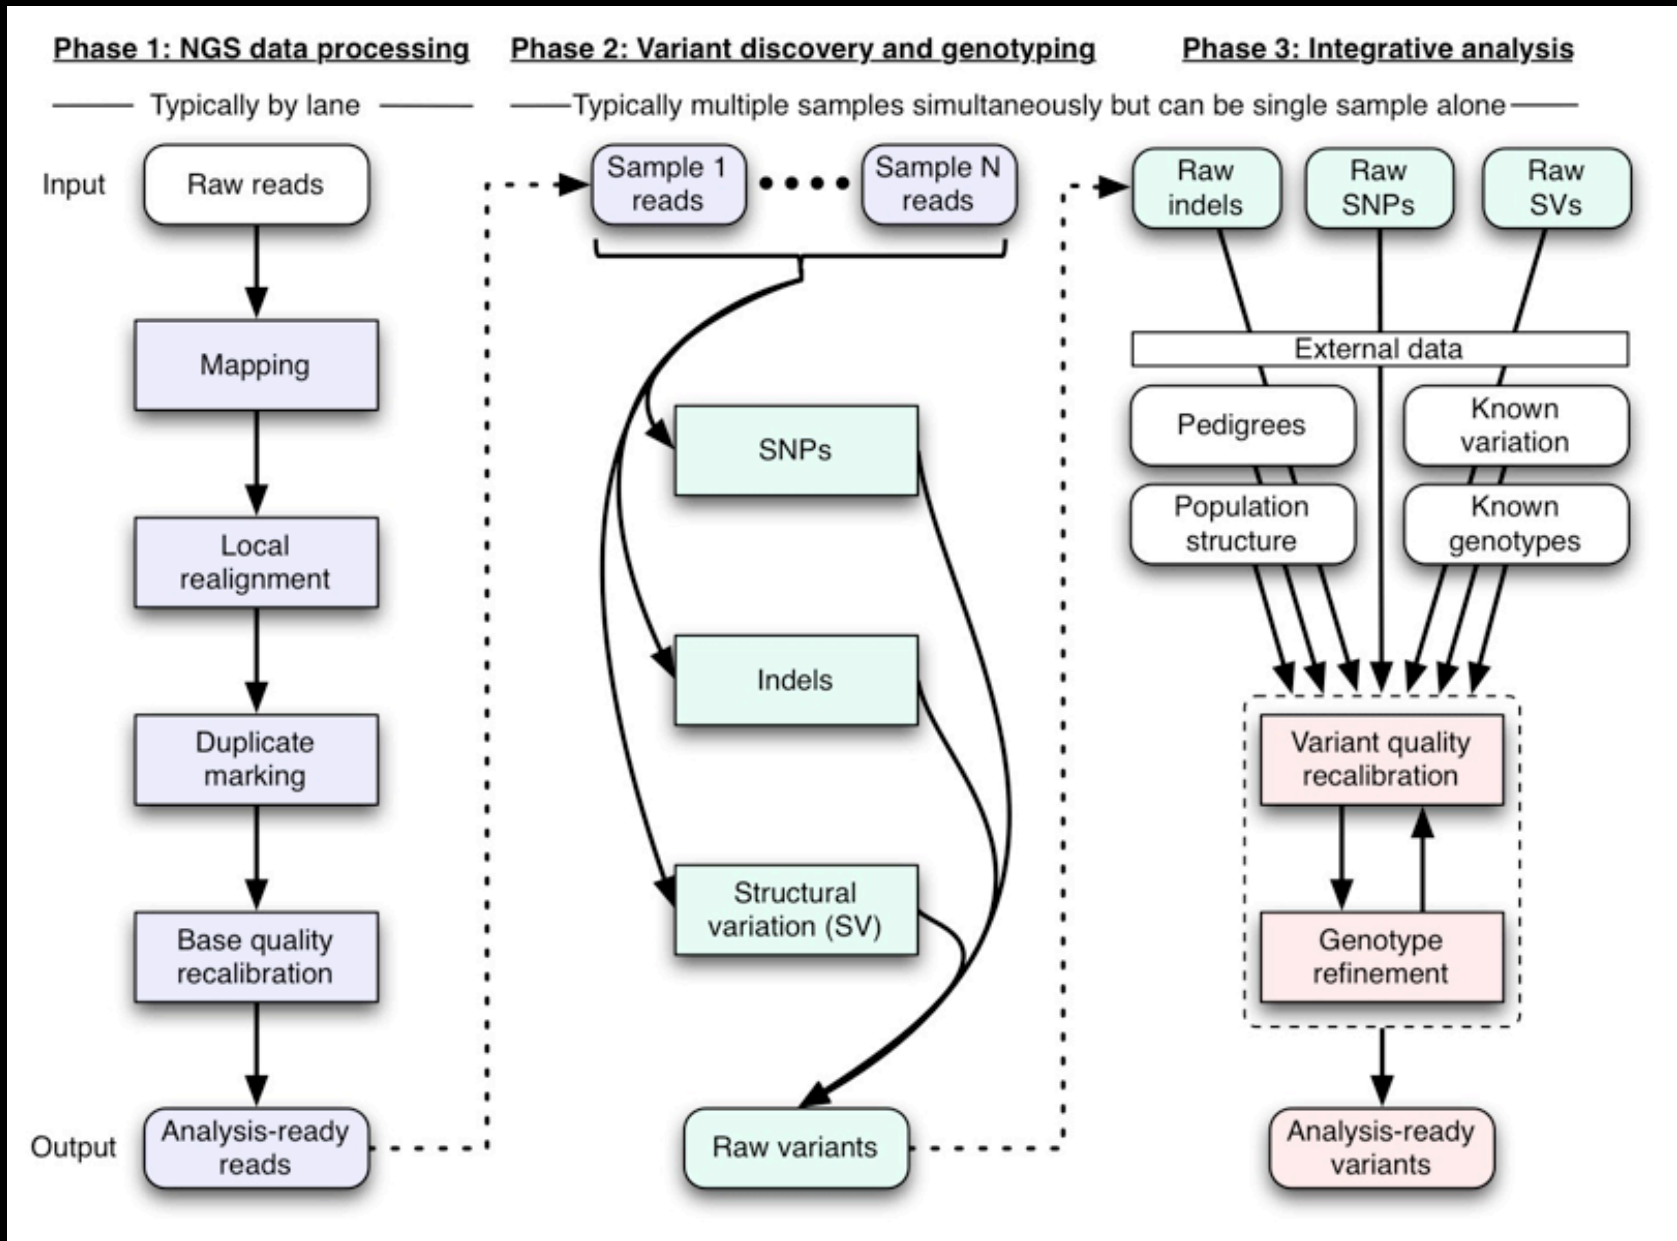 Phase 1: NGS data processing
Typically by lane
Input
Raw reads
Mapping
Local
realignment
Duplicate
marking
Base quality
recalibration
Output
Analysis-ready
reads
Phase 2: Variant discovery and genotyping
Typically multiple samples simultaneously but can be single sample alone
Sample 1
reads
Sample N
reads
SNPs
Indels
Structural
variation (SV)
Raw variants
Phase 3: Integrative analysis
Raw
indels
Raw
SNPs
Raw
SVs
External data
Pedigrees
Known
variation
Population
structure
Known
genotypes
Variant quality
recalibration
Genotype
refinement
Analysis-ready
variants